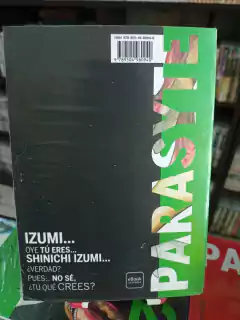 PARASYTE
IZUMI...
OYE TÚ ERES...
SHINICHI IZUMI...
¿VERDAD?
PUES... NO SÉ,
¿TÚ QUÉ CREES?